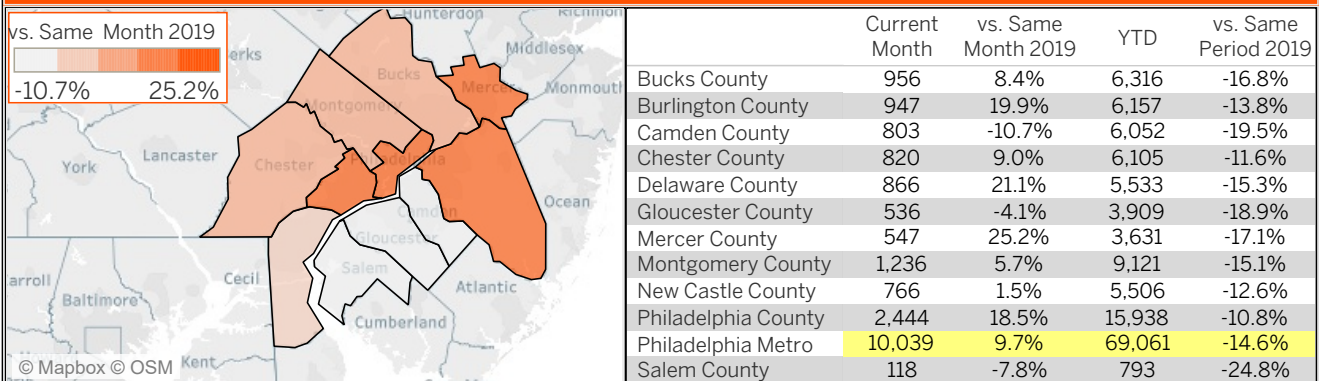 vs. Same Month 2019
-10.7% 25.2%
Hunterdon
Richmon
Middlesex
erks
Bucks
Mercer
Monmouth
Montgomery
Lancaster
York
Chester
Philadelphia
Ocean
Camden
Gloucester
Salem
Cecil
Atlantic
arroll
Baltimore
Cumberland
Kent
© Mapbox © OSM
Current Month vs. Same Month 2019 YTD vs. Same Period 2019
Bucks County 956 8.4% 6,316 -16.8%
Burlington County 947 19.9% 6,157 -13.8%
Camden County 803 -10.7% 6,052 -19.5%
Chester County 820 9.0% 6,105 -11.6%
Delaware County 866 21.1% 5,533 -15.3%
Gloucester County 536 -4.1% 3,909 -18.9%
Mercer County 547 25.2% 3,631 -17.1%
Montgomery County 1,236 5.7% 9,121 -15.1%
New Castle County 766 1.5% 5,506 -12.6%
Philadelphia County 2,444 18.5% 15,938 -10.8%
Philadelphia Metro 10,039 9.7% 69,061 -14.6%
Salem County 118 -7.8% 793 -24.8%